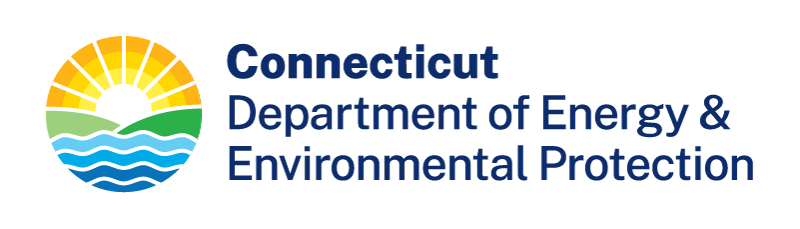 Connecticut
Department of Energy &
Environmental Protection